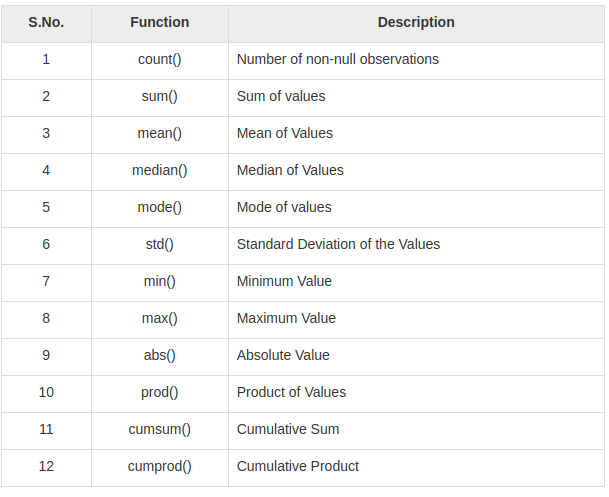 S.No. Function Description
1 count() Number of non-null observations
2 sum() Sum of values
3 mean() Mean of Values
4 median() Median of Values
5 mode() Mode of values
6 std() Standard Deviation of the Values
7 min() Minimum Value
8 max() Maximum Value
9 abs() Absolute Value
10 prod() Product of Values
11 cumsum() Cumulative Sum
12 cumprod() Cumulative Product